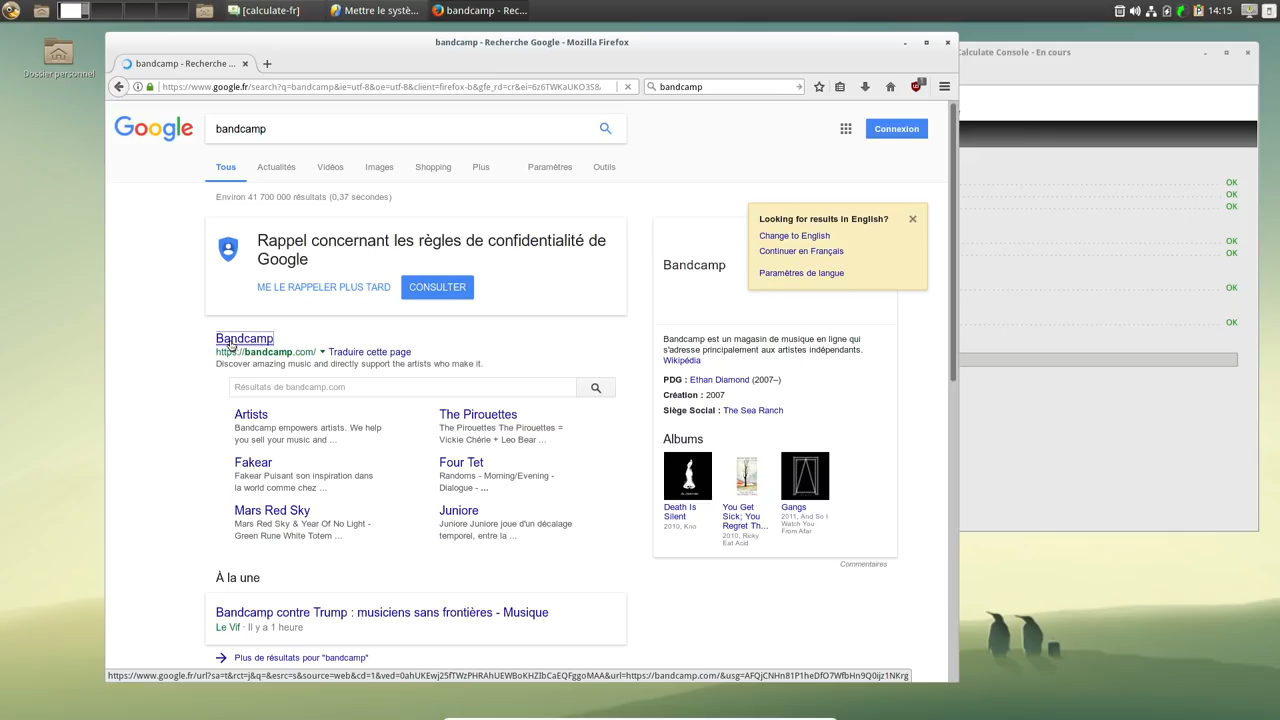 [calculate-fr]
Mettre le systè...
bandcamp - Rec...
14:15
Dossier personnel
bandcamp - Recherche Google - Mozilla Firefox
Calculate Console - En cours
bandcamp - Recherche ...
https://www.google.fr/search?q=bandcamp&ie=utf-8&oe=utf-8&client=firefox-b&gfe_rd=cr&ei=6z6TWKaUKO3S8
bandcamp
Google
bandcamp
Connexion
Tous
Actualités
Vidéos
Images
Shopping
Plus
Paramètres
Outils
Environ 41 700 000 résultats (0,37 secondes)
Rappel concernant les règles de confidentialité de
Google
ME LE RAPPELER PLUS TARD
CONSULTER
Looking for results in English?
Change to English
Continuer en Français
Paramètres de langue
Bandcamp
https://bandcamp.com/
Traduire cette page
Discover amazing music and directly support the artists who make it.
Résultats de bandcamp.com
Artists
Bandcamp empowers artists. We help
you sell your music and ...
The Pirouettes
The Pirouettes The Pirouettes =
Vickie Chérie + Leo Bear ...
Fakear
Fakear Puisant son inspiration dans
la world comme chez ...
Four Tet
Randoms - Morning/Evening -
Dialogue - ...
Mars Red Sky
Mars Red Sky & Year Of No Light -
Green Rune White Totem ...
Juniore
Juniore Juniore joue d'un décalage
temporel, entre la ...
À la une
Bandcamp contre Trump : musiciens sans frontières - Musique
Le Vif - Il y a 1 heure
Plus de résultats pour "bandcamp"
Bandcamp
Bandcamp est un magasin de musique en ligne qui
s'adresse principalement aux artistes indépendants.
Wikipédia
PDG : Ethan Diamond (2007–)
Création : 2007
Siège Social : The Sea Ranch
Albums
Death Is
Silent
2010, Kno
You Get
Sick; You
Regret Th...
2010, Ricky
Eat Acid
Gangs
2011, And So I
Watch You
From Afar
Commentaires
OK
OK
OK
OK
OK
OK
OK
https://www.google.fr/url?sa=t&rct=j&q=&esrc=s&source=web&cd=1&ved=0ahUKEwj25fTWzPHRAhUEWBoKHZIbCaEQFggoMAA&url=https://bandcamp.com/&usg=AFQjCNHn81P1heDfO7WfbHn9Q0ijz1NKrg